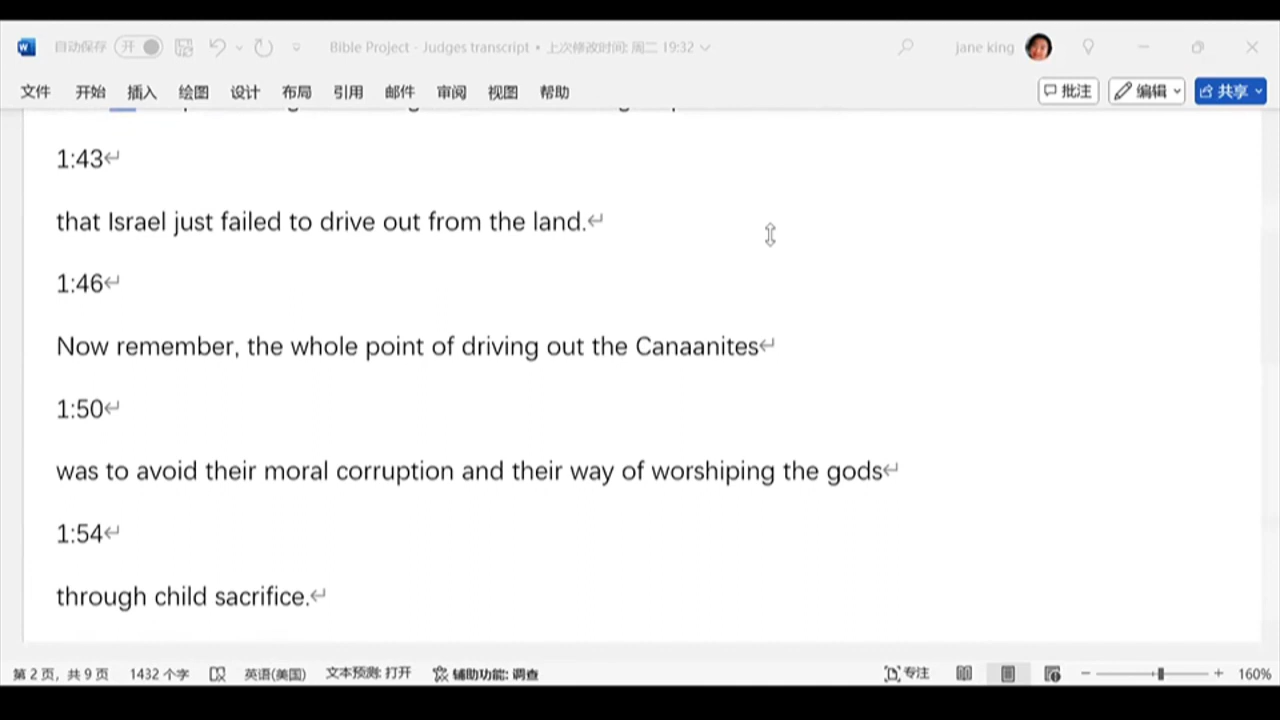 自动保存 开 Bible Project - Judges transcript • 上次修改时间: 周二 19:32 jane king
文件 开始 插入 绘图 设计 布局 引用 邮件 审阅 视图 帮助 批注 编辑 共享
1:43
that Israel just failed to drive out from the land.
1:46
Now remember, the whole point of driving out the Canaanites
1:50
was to avoid their moral corruption and their way of worshiping the gods
1:54
through child sacrifice.
第 2 页，共 9 页 1432 个字 英语(美国) 文本预测: 打开 辅助功能: 调查 专注 160%